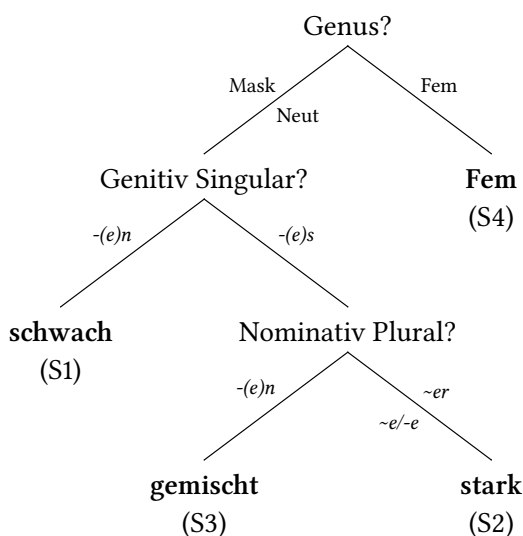 Genus?
Mask
Neut
Fem
Genitiv Singular?
Fem
(S4)
-(e)n
-(e)s
schwach
(S1)
Nominativ Plural?
-(e)n
~er
~e/-e
gemischt
(S3)
stark
(S2)